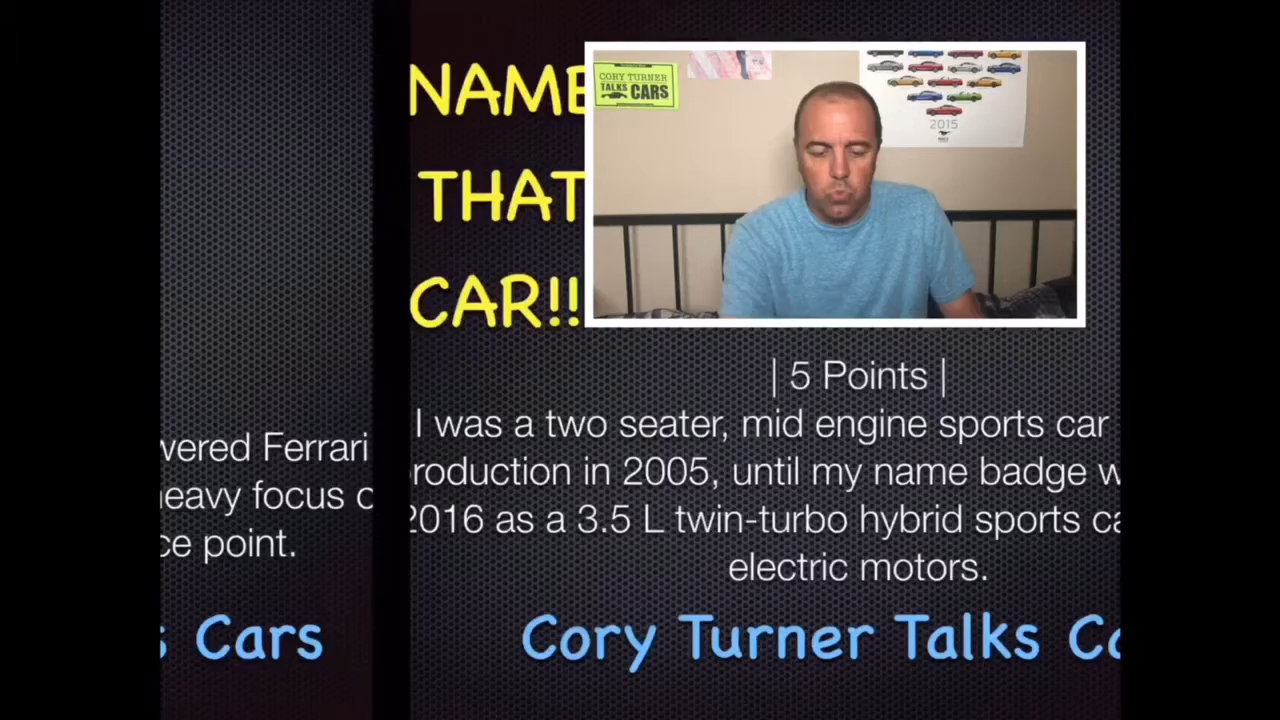 NAME
THAT
CAR!!
CORY TURNER
TALKS CARS
2015
| 5 Points |
I was a two seater, mid engine sports car
roduction in 2005, until my name badge w
2016 as a 3.5 L twin-turbo hybrid sports ca
electric motors.
Cory Turner Talks Ca
wered Ferrari
heavy focus o
ce point.
s Cars